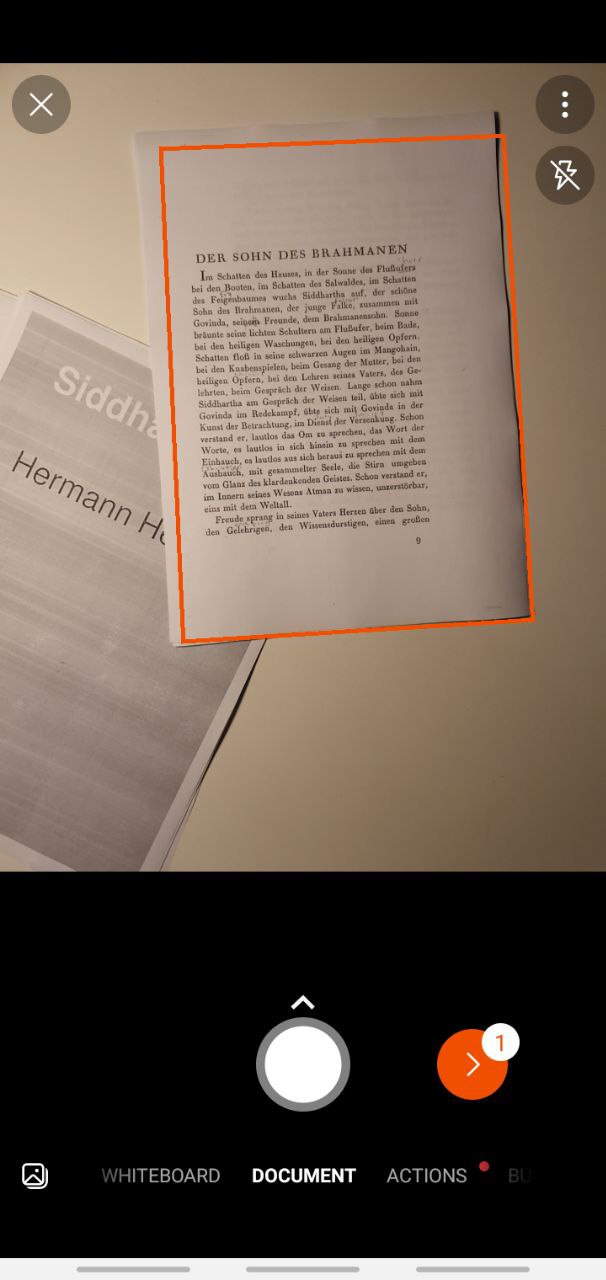 DER SOHN DES BRAHMANEN
Im Schatten des Hauses, in der Sonne des Flußufers
bei den Booten, im Schatten des Salwaldes, im Schatten
des Feigenbaumes wuchs Siddhartha auf, der schöne
Sohn des Brahmanen, der junge Falke, zusammen mit
Govinda, seinem Freunde, dem Brahmanensohn. Sonne
bräunte seine lichten Schultern am Flußufer, beim Bade,
bei den heiligen Waschungen, bei den heiligen Opfern.
Schatten floß in seine schwarzen Augen im Mangohain,
bei den Knabenspielen, beim Gesang der Mutter, bei den
heiligen Opfern, bei den Lehren seines Vaters, des Ge-
lehrten, beim Gespräch der Weisen. Lange schon nahm
Siddhartha am Gespräch der Weisen teil, übte sich mit
Govinda im Redekampf, übte sich mit Govinda in der
Kunst der Betrachtung, im Dienst der Versenkung. Schon
verstand er, lautlos das Om zu sprechen, das Wort der
Worte, es lautlos in sich hinein zu sprechen mit dem
Einhauch, es lautlos aus sich heraus zu sprechen mit dem
Aushauch, mit gesammelter Seele, die Stirn umgeben
vom Glanz des klardenkenden Geistes. Schon verstand er,
im Innern seines Wesens Atman zu wissen, unzerstörbar,
eins mit dem Weltall.
Freude sprang in seines Vaters Herzen über den Sohn,
den Gelehrigen, den Wissensdurstigen, einen großen
9
Siddha
Hermann He
1
WHITEBOARD
DOCUMENT
ACTIONS
BU